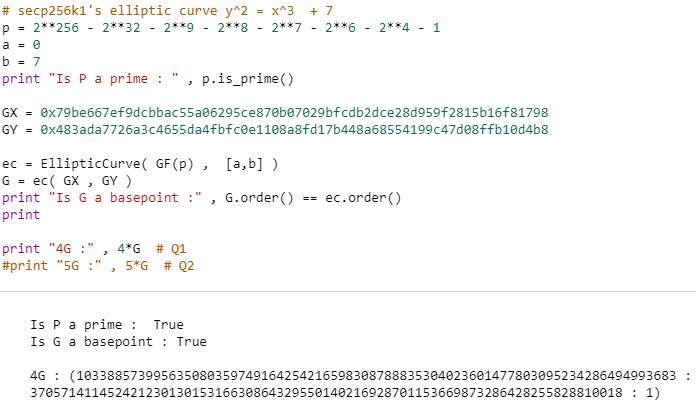 # secp256k1's elliptic curve y^2 = x^3  + 7
p = 2**256 - 2**32 - 2**9 - 2**8 - 2**7 - 2**6 - 2**4 - 1
a = 0
b = 7
print "Is P a prime : " , p.is_prime()
GX = 0x79be667ef9dcbbac55a06295ce870b07029bfcdb2dce28d959f2815b16f81798
GY = 0x483ada7726a3c4655da4fbfc0e1108a8fd17b448a68554199c47d08ffb10d4b8
ec = EllipticCurve( GF(p) ,  [a,b] )
G = ec( GX , GY )
print "Is G a basepoint :" , G.order() == ec.order()
print
print "4G :" , 4*G  # Q1
#print "5G :" , 5*G  # Q2
Is P a prime :  True
Is G a basepoint : True
4G : (103388573995635080359749164254216598308788835304023601477803095234286494993683 :
37057141145242123013015316630864329550140216928701153669873286428255828810018 : 1)